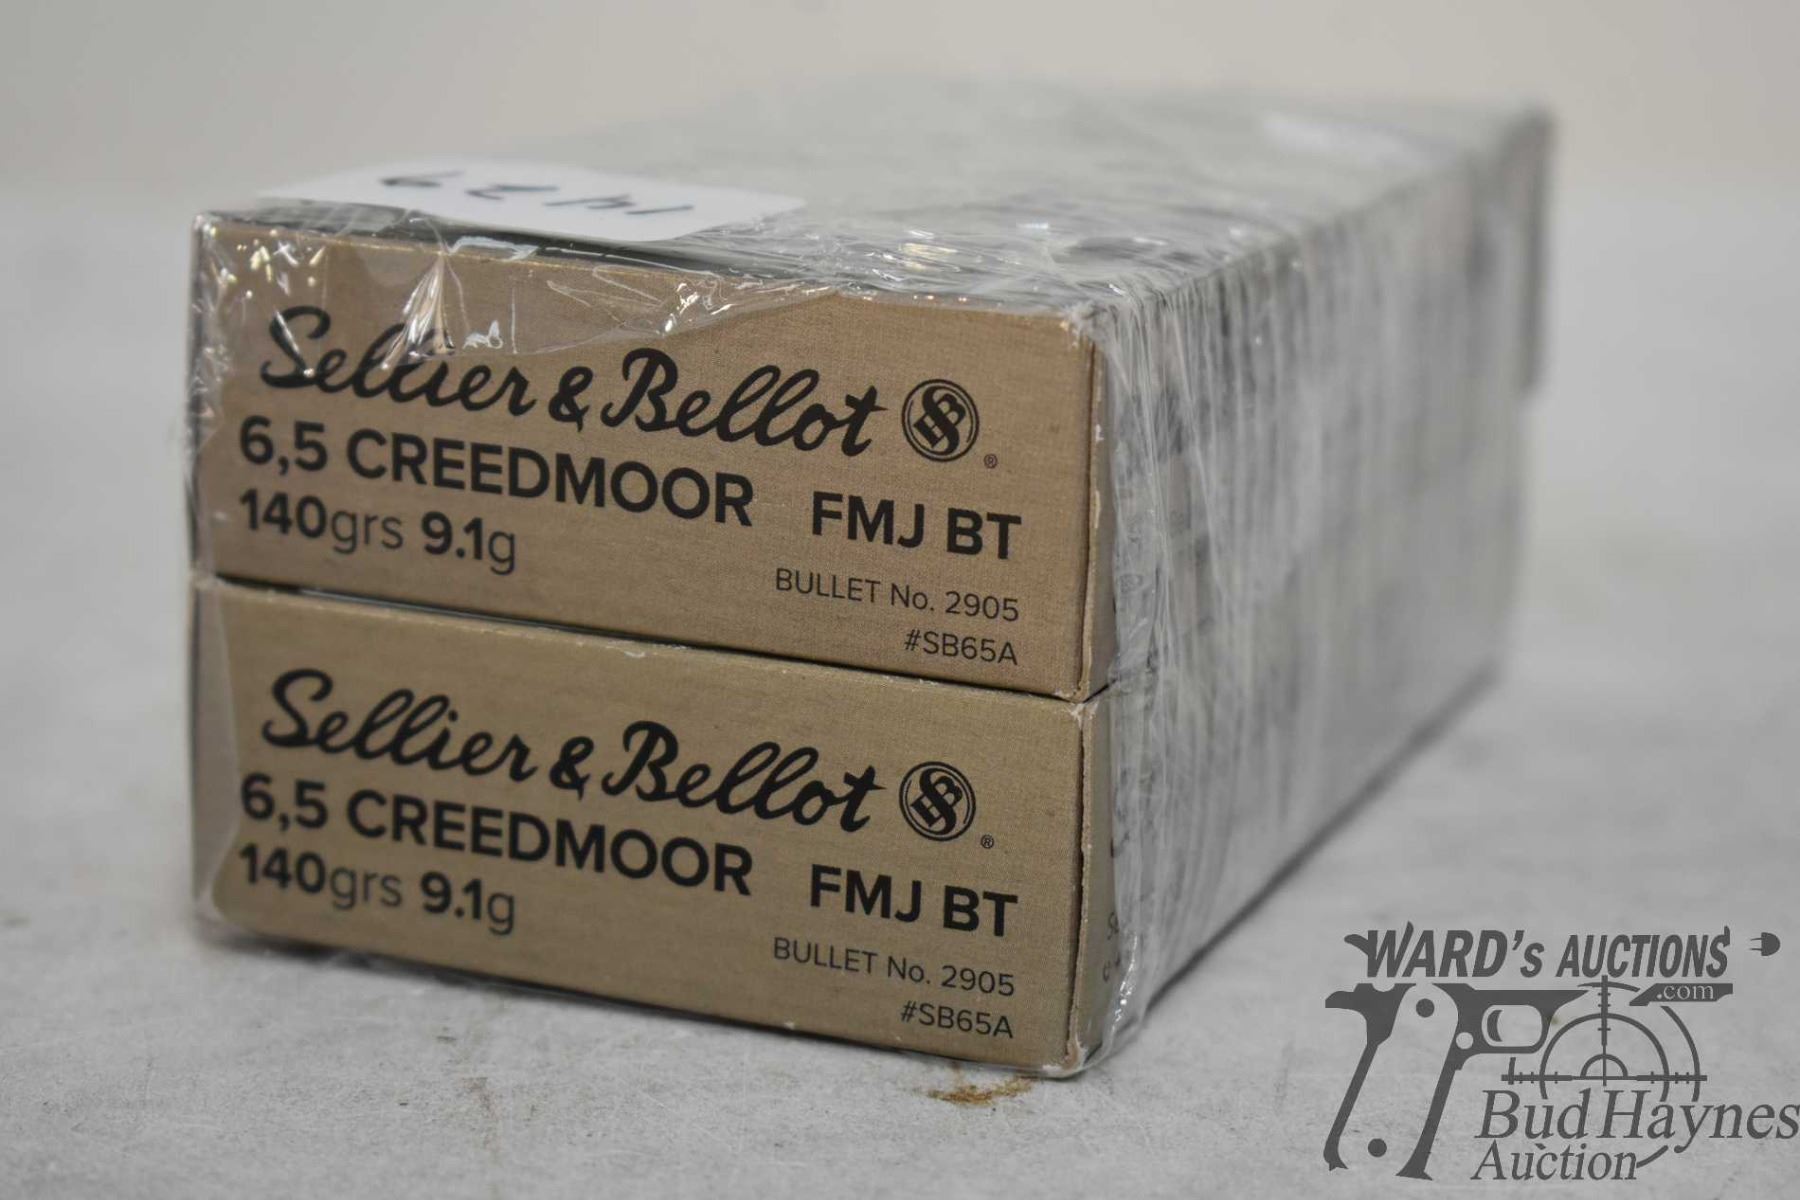 1429
Sellier & Bellot ®
6,5 CREEDMOOR FMJ BT
140grs 9.1g
BULLET No. 2905
#SB65A
Sellier & Bellot ®
6,5 CREEDMOOR FMJ BT
140grs 9.1g
BULLET No. 2905
#SB65A
WARD's AUCTIONS
.com
Bud Haynes
Auction